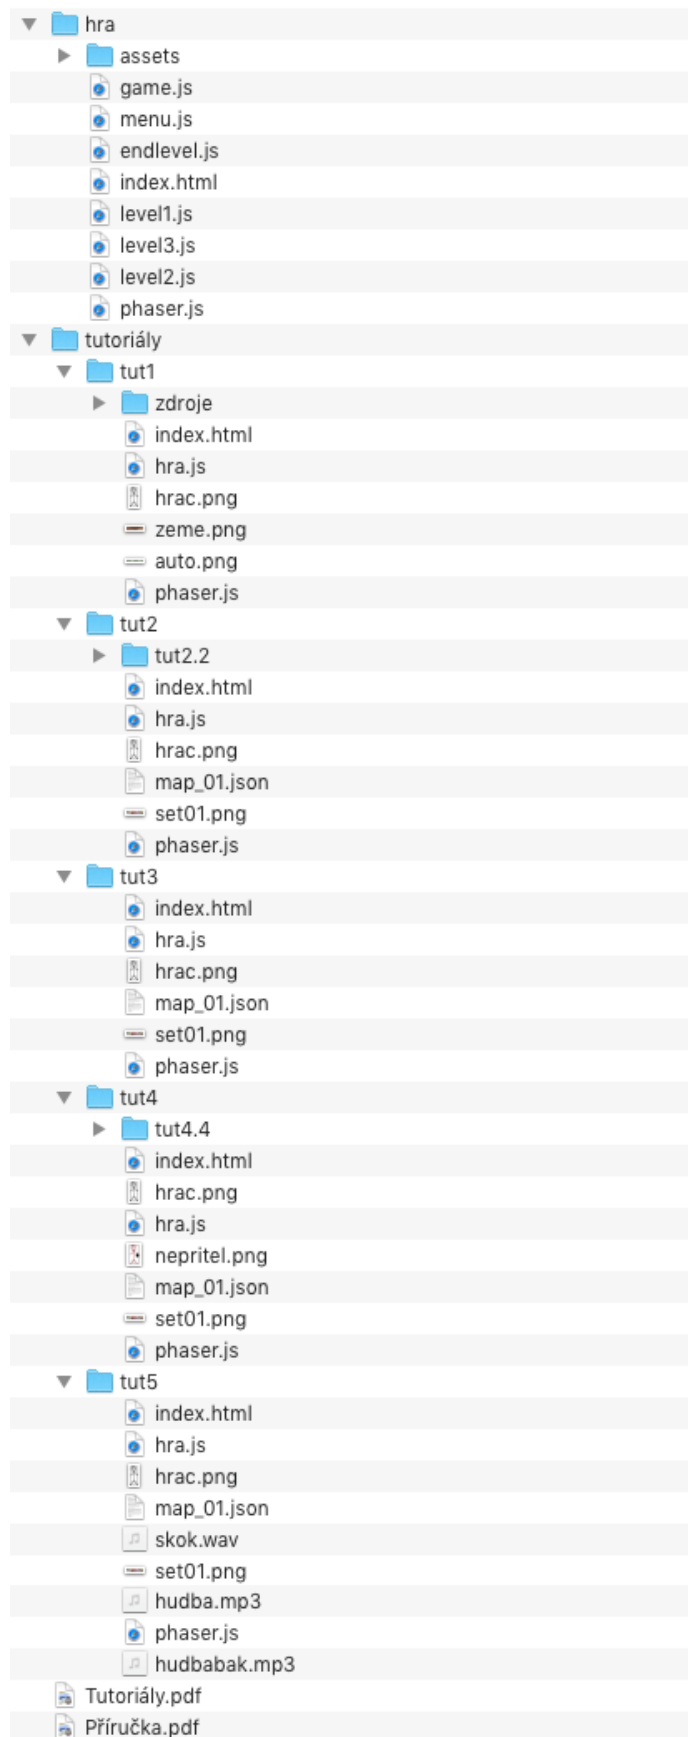 hra
assets
game.js
menu.js
endlevel.js
index.html
level1.js
level3.js
level2.js
phaser.js
tutoriály
tut1
zdroje
index.html
hra.js
hrac.png
zeme.png
auto.png
phaser.js
tut2
tut2.2
index.html
hra.js
hrac.png
map_01.json
set01.png
phaser.js
tut3
index.html
hra.js
hrac.png
map_01.json
set01.png
phaser.js
tut4
tut4.4
index.html
hrac.png
hra.js
nepritel.png
map_01.json
set01.png
phaser.js
tut5
index.html
hra.js
hrac.png
map_01.json
skok.wav
set01.png
hudba.mp3
phaser.js
hudbabak.mp3
Tutoriály.pdf
Příručka.pdf